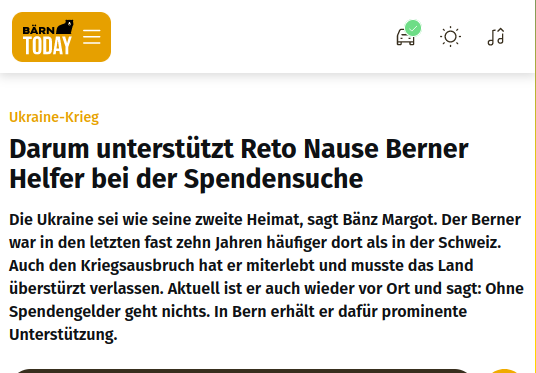 BÄRN
TODAY
Ukraine-Krieg
Darum unterstützt Reto Nause Berner
Helfer bei der Spendensuche
Die Ukraine sei wie seine zweite Heimat, sagt Bänz Margot. Der Berner
war in den letzten fast zehn Jahren häufiger dort als in der Schweiz.
Auch den Kriegsausbruch hat er miterlebt und musste das Land
überstürzt verlassen. Aktuell ist er auch wieder vor Ort und sagt: Ohne
Spendengelder geht nichts. In Bern erhält er dafür prominente
Unterstützung.